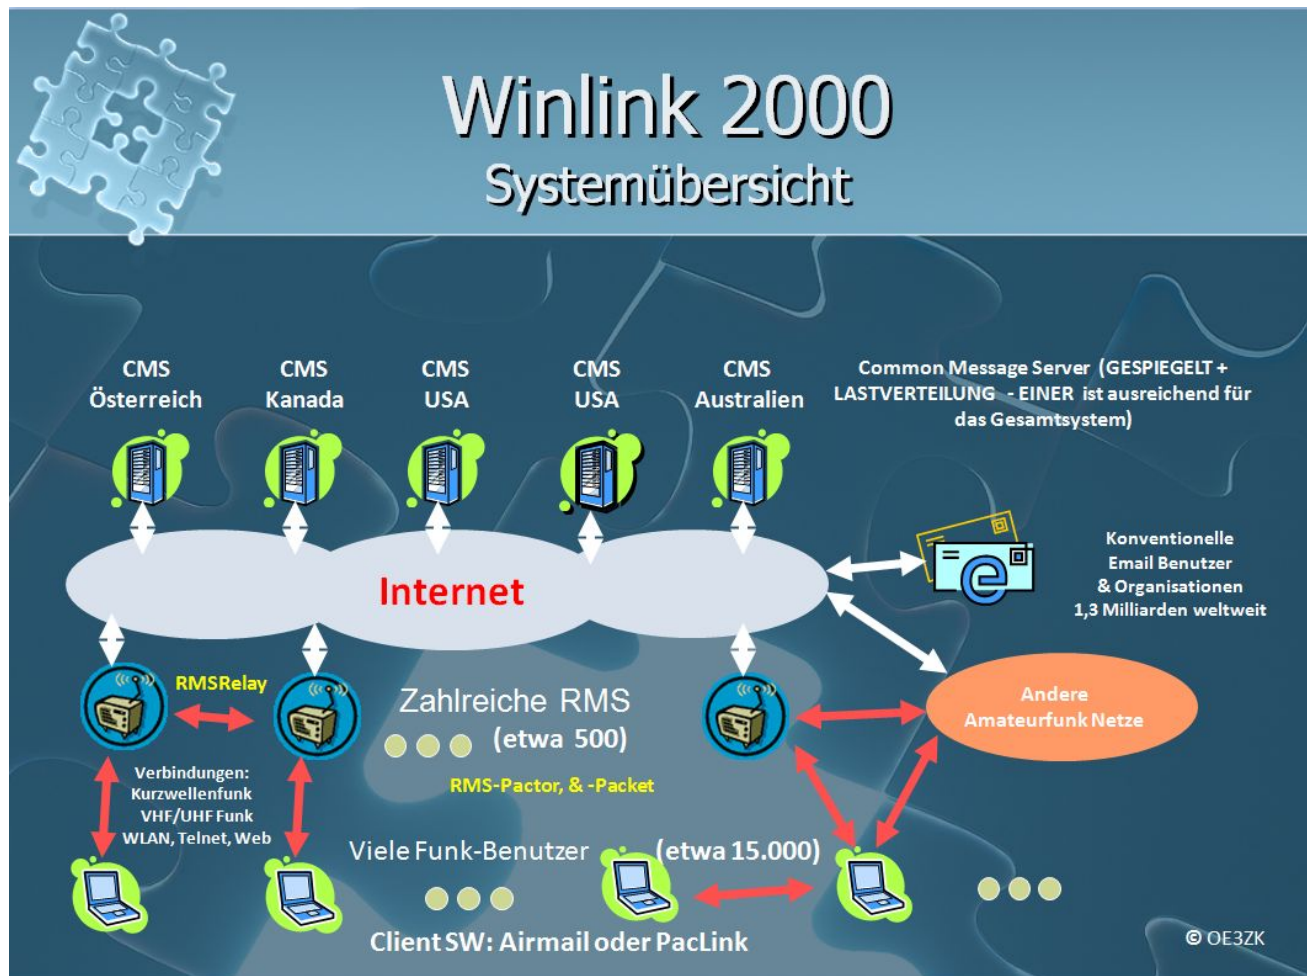 Winlink 2000
Systemübersicht
CMS
Österreich
CMS
Kanada
CMS
USA
CMS
USA
CMS
Australien
Common Message Server (GESPIEGELT +
LASTVERTEILUNG - EINER ist ausreichend für
das Gesamtsystem)
Internet
Konventionelle
Email Benutzer
& Organisationen
1,3 Milliarden weltweit
RMSRelay
Zahlreiche RMS
(etwa 500)
Andere
Amateurfunk Netze
Verbindungen:
Kurzwellenfunk
VHF/UHF Funk
WLAN, Telnet, Web
RMS-Pactor, & -Packet
Viele Funk-Benutzer (etwa 15.000)
Client SW: Airmail oder PacLink
© OE3ZK